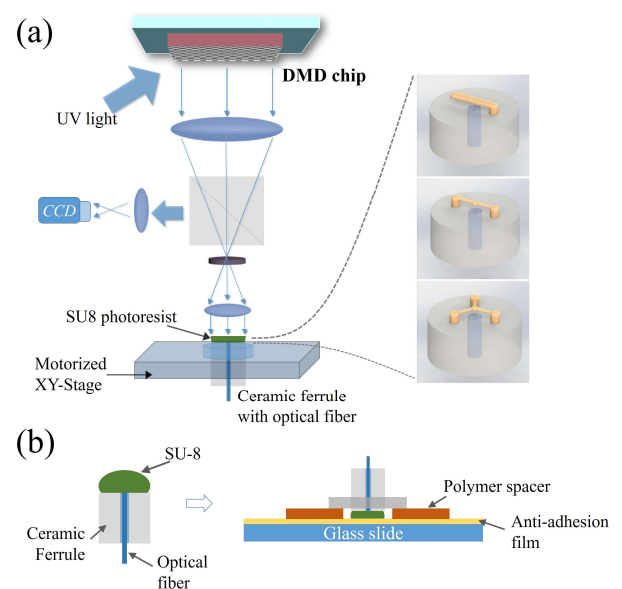 (a)
DMD chip
UV light
CCD
SU8 photoresist
Motorized
XY-Stage
Ceramic ferrule
with optical fiber
(b)
SU-8
Ceramic
Ferrule
Optical
fiber
Polymer spacer
Anti-adhesion
film
Glass slide